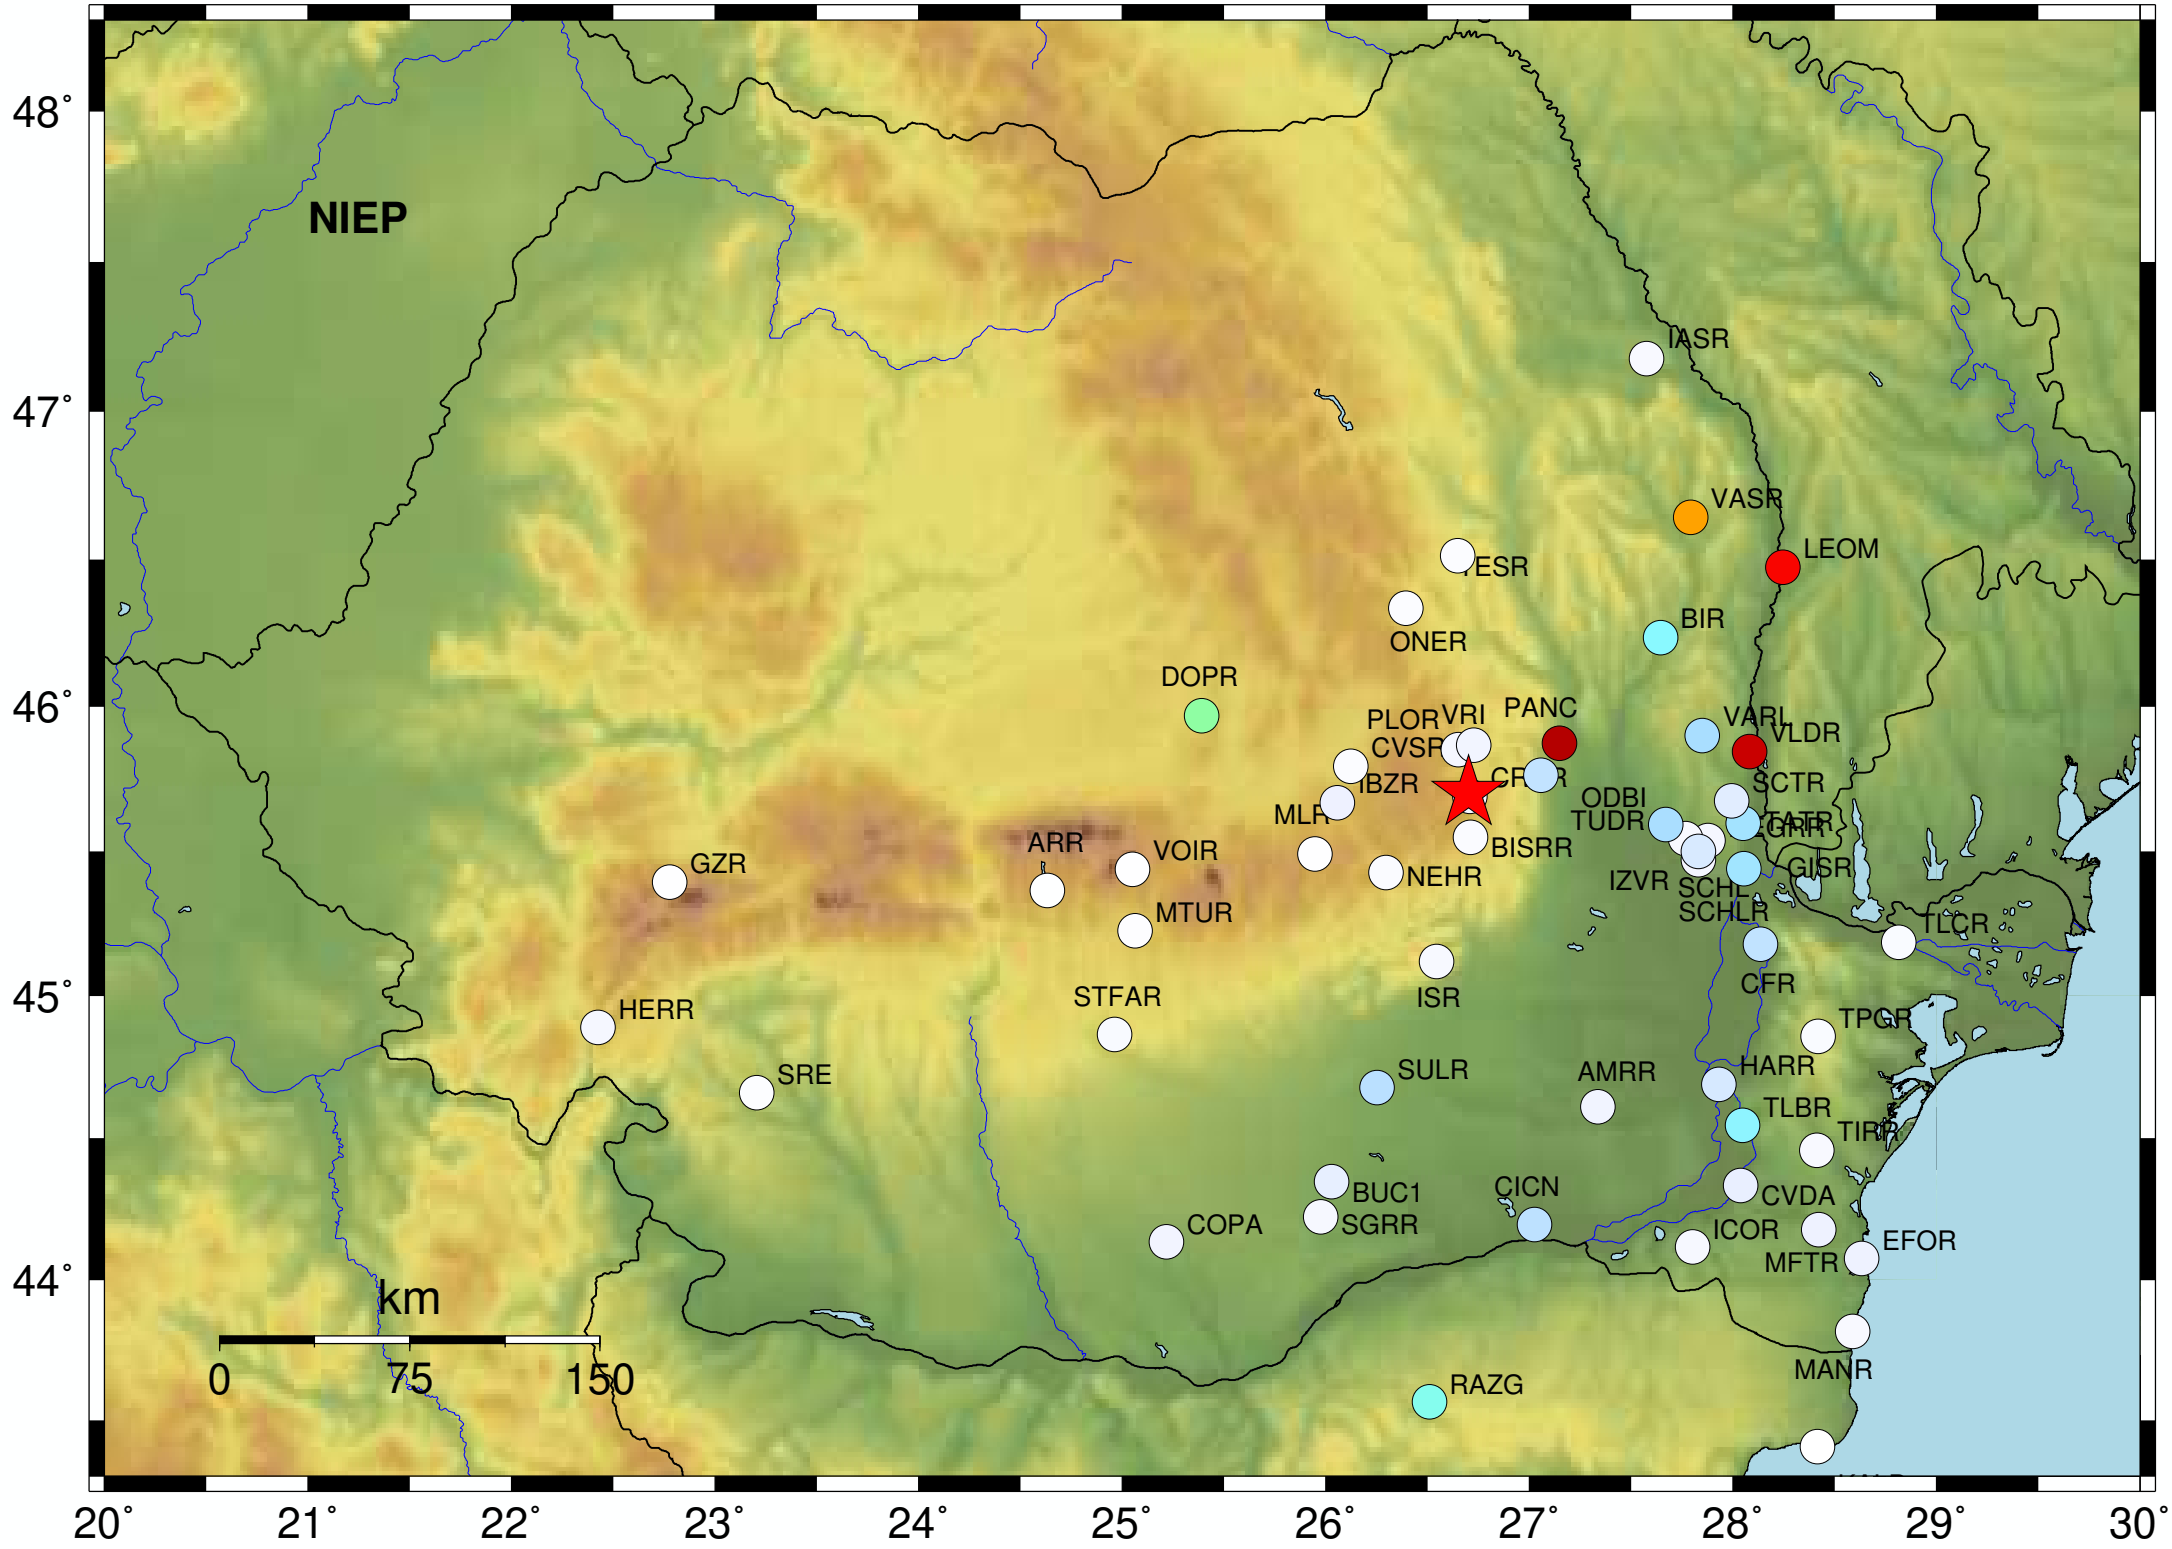 48°
NIEP
IASR
47°
VASR
LEOM
TESR
BIR
ONER
DOPR
46°
PLOR
VRI
PANC
VARL
VLDR
CVSR
IBZR
SCTR
ODBI
TUDR
TATR
MLR
ARR
VOIR
GZR
BISRR
NEHR
IZVR
SCHL
GISR
SCHLR
MTUR
TLCR
CFR
45°
STFAR
ISR
HERR
TPGR
SRE
SULR
AMRR
HARR
TLBR
TIRR
BUC1
CICN
CVDA
COPA
SGRR
ICOR
EFOR
MFTR
44°
km
0
75
150
MANR
RAZG
20°
21°
22°
23°
24°
25°
26°
27°
28°
29°
30°